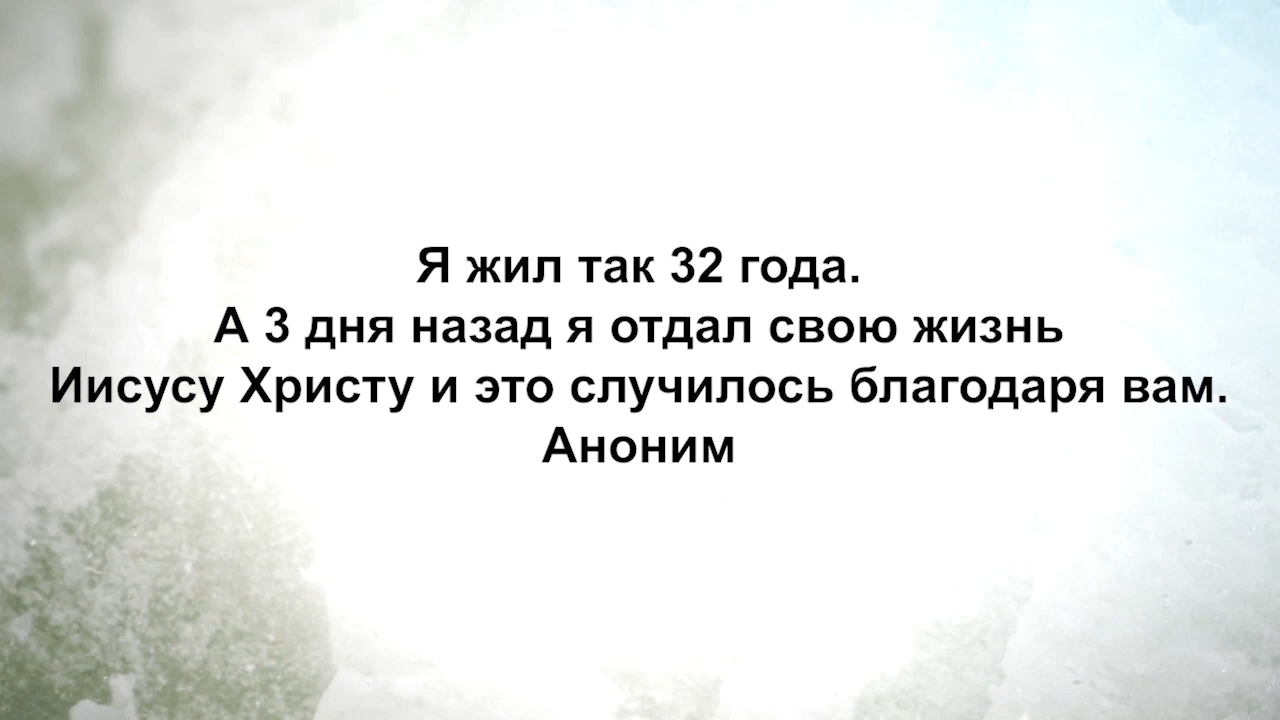 Я жил так 32 года.
А 3 дня назад я отдал свою жизнь
Иисусу Христу и это случилось благодаря вам.
Аноним